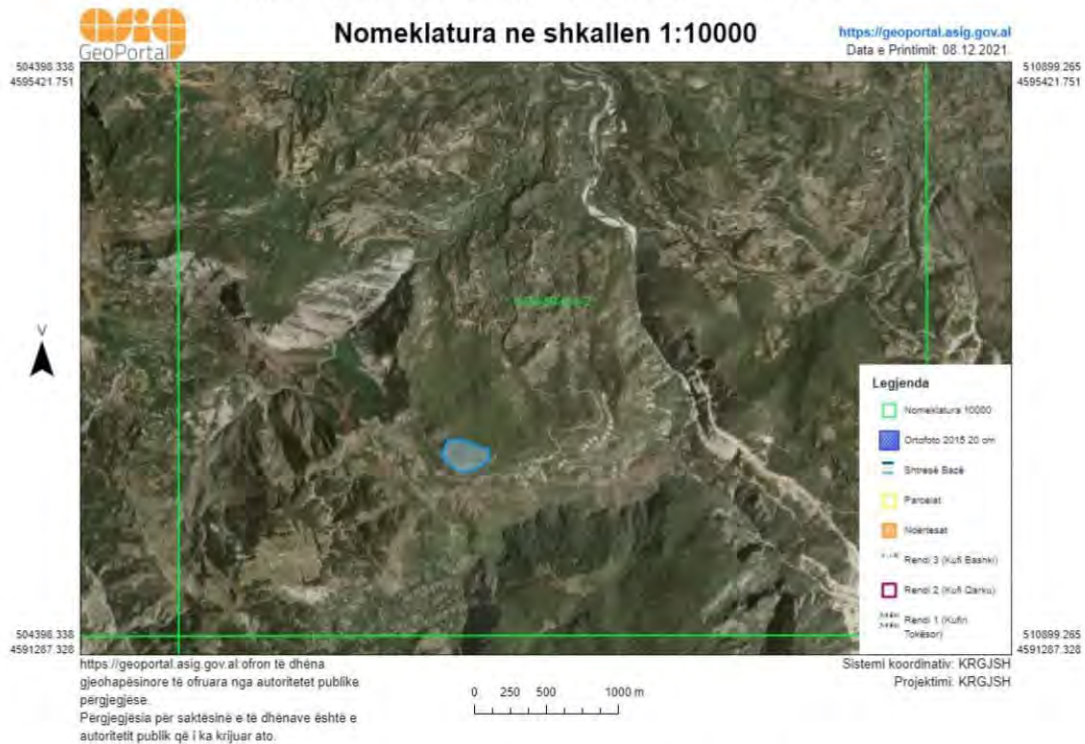 GeoPortal
Nomeklatura ne shkallen 1:10000
https://geoportal.asig.gov.al
Data e Printimit: 08.12.2021
504398.338
4595421.751
510899.265
4595421.751
V
Legjenda
Nomeklatura 10000
Ortofoto 2015 20 cm
Shtresë Bazë
Parcelat
Ndërtesat
Rendi 3 (Kufi Bashki)
Rendi 2 (Kufi Qarku)
Rendi 1 (Kufiri
Tokësor)
504398.338
4591287.328
510899.265
4591287.328
https://geoportal.asig.gov.al ofron të dhëna
gjeohapësinore të ofruara nga autoritetet publike
përgjegjëse.
Përgjegjësia për saktësinë e të dhënave është e
autoritetit publik që i ka krijuar ato.
0 250 500 1000 m
Sistemi koordinativ: KRGJSH
Projektimi: KRGJSH